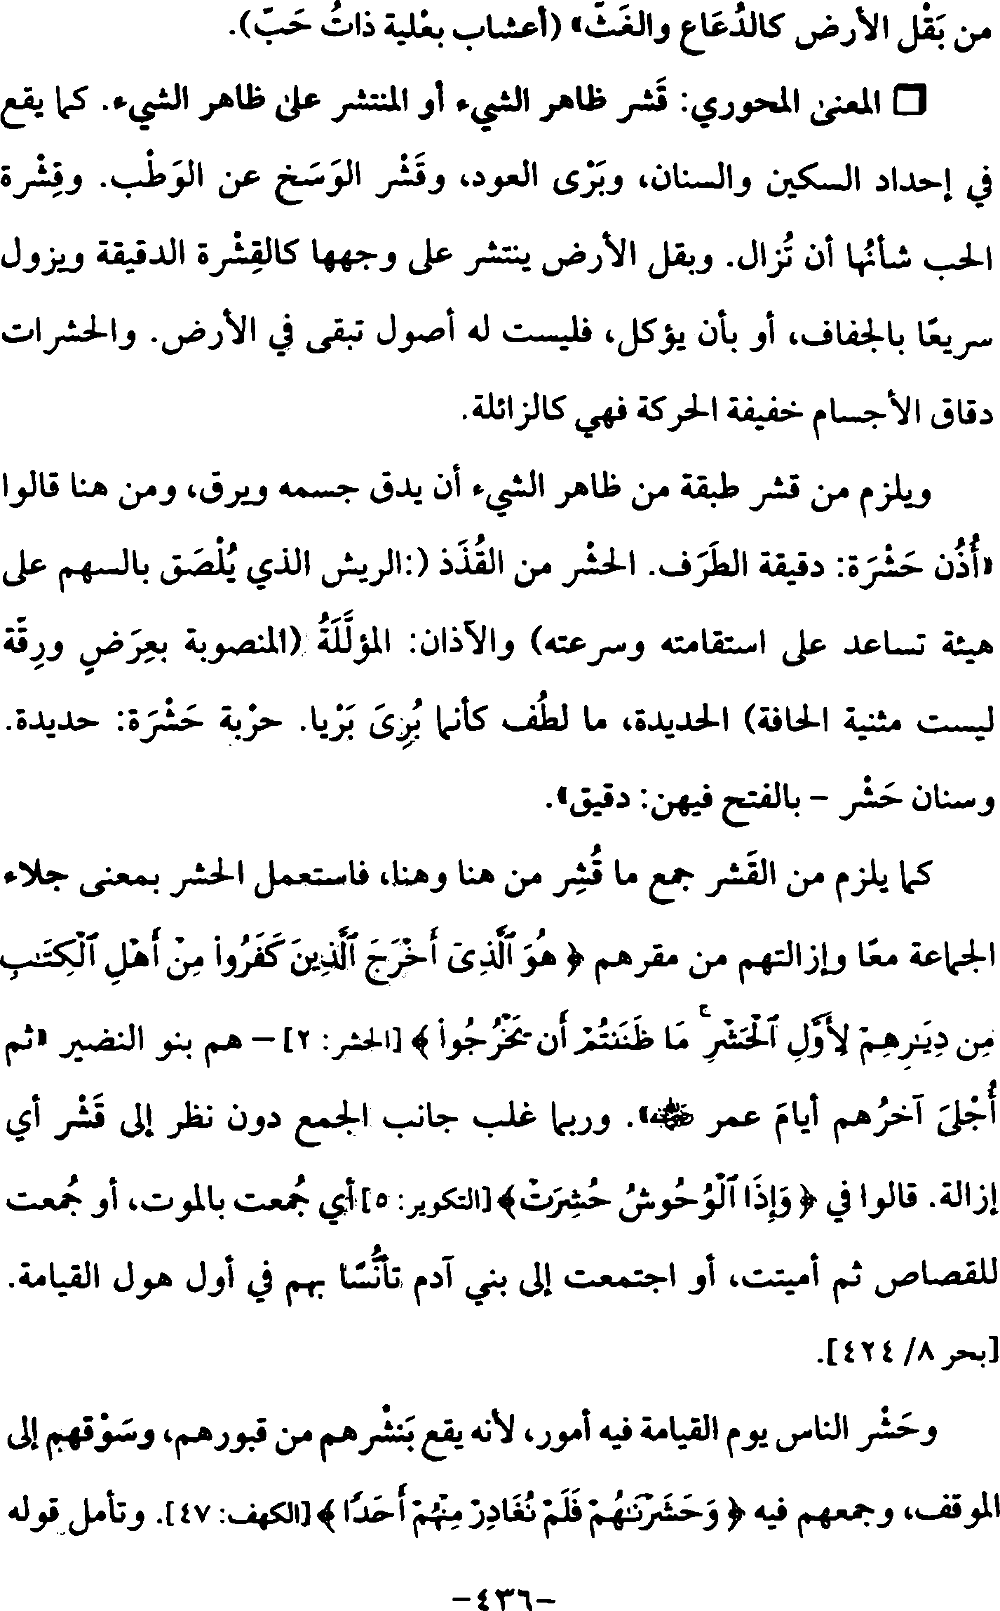 من بَقْل الأرض كالدُعَاع والغَثّ» (أعشاب بعْلية ذاتُ حَبّ).
□ المعنى المحوري: قَشر ظاهر الشيء أو المنتشر على ظاهر الشيء. كما يقع
في إحداد السكين والسنان، وبَرْى العود، وقَشْر الوَسَخ عن الوَطْب. وقِشْرة
الحب شأنُها أن تُزال. وبقل الأرض ينتشر على وجهها كالقِشْرة الدقيقة ويزول
سريعًا بالجفاف، أو بأن يؤكل، فليست له أصول تبقى في الأرض. والحشرات
دقاق الأجسام خفيفة الحركة فهي كالزائلة.
ويلزم من قشر طبقة من ظاهر الشيء أن يدق جسمه ويرق، ومن هنا قالوا
«أُذُن حَشْرَة: دقيقة الطَرَف. الحشْر من القُذَذ (:الريش الذي يُلْصَق بالسهم على
هيئة تساعد على استقامته وسرعته) والآذان: المؤلَّلَةُ (المنصوبة بعِرَضٍ ورِقَّة
ليست مثنية الحافة) الحديدة، ما لطُف كأنما بُرِىَ بَرْيا. حرْبة حَشْرَة: حديدة.
وسنان حَشْر – بالفتح فيهن: دقيق».
كما يلزم من القَشر جمع ما قُشِر من هنا وهنا، فاستعمل الحشر بمعنى جلاء
الجماعة معًا وإزالتهم من مقرهم ﴿ هُوَ ٱلَّذِىٓ أَخْرَجَ ٱلَّذِينَ كَفَرُوا۟ مِنْ أَهْلِ ٱلْكِتَـٰبِ
مِن دِيَـٰرِهِمْ لِأَوَّلِ ٱلْحَشْرِ ۚ مَا ظَنَنتُمْ أَن يَخْرُجُوا۟ ﴾ [الحشر: ٢] – هم بنو النضير «ثم
أُجْلِىَ آخرُهم أيامَ عمر ﵁». وربما غلب جانب الجمع دون نظر إلى قَشْر أي
إزالة. قالوا في ﴿ وَإِذَا ٱلْوُحُوشُ حُشِرَتْ ﴾ [التكوير: ٥] أي جُمعت بالموت، أو جُمعت
للقصاص ثم أميتت، أو اجتمعت إلى بني آدم تأنُّسًا بهم في أول هول القيامة.
[بحر ٨/ ٤٢٤].
وحَشْر الناس يوم القيامة فيه أمور، لأنه يقع بَنشْرهم من قبورهم، وسَوْقهم إلى
الموقف، وجمعهم فيه ﴿ وَحَشَرْنَـٰهُمْ فَلَمْ نُغَادِرْ مِنْهُمْ أَحَدًا ﴾ [الكهف: ٤٧]. وتأمل قوله
-٤٣٦-